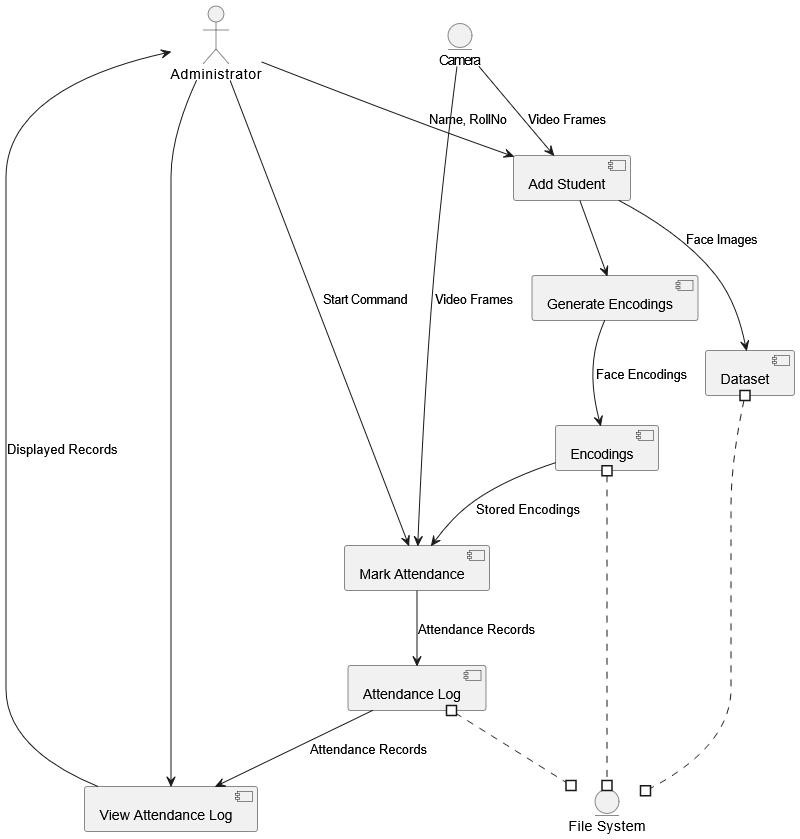 Administrator
Camera
Name, RollNo
Video Frames
Add Student
Face Images
Start Command
Video Frames
Generate Encodings
Face Encodings
Dataset
Displayed Records
Encodings
Stored Encodings
Mark Attendance
Attendance Records
Attendance Log
Attendance Records
View Attendance Log
File System